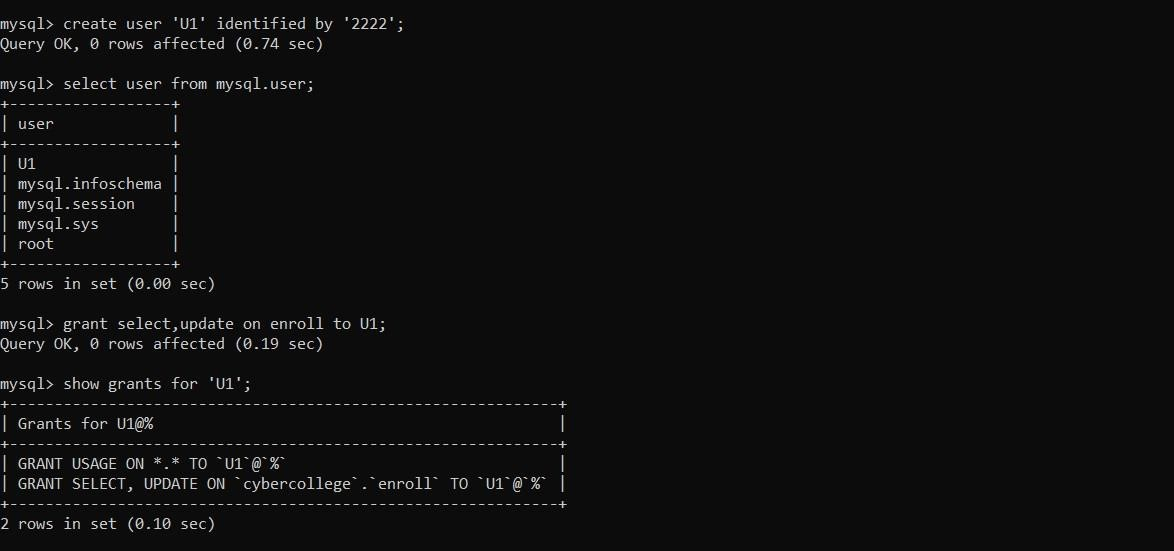 mysql> create user 'U1' identified by '2222';
Query OK, 0 rows affected (0.74 sec)
mysql> select user from mysql.user;
+------------------+
| user             |
+------------------+
| U1               |
| mysql.infoschema |
| mysql.session    |
| mysql.sys        |
| root             |
+------------------+
5 rows in set (0.00 sec)
mysql> grant select,update on enroll to U1;
Query OK, 0 rows affected (0.19 sec)
mysql> show grants for 'U1';
+-------------------------------------------------------------+
| Grants for U1@%                                             |
+-------------------------------------------------------------+
| GRANT USAGE ON *.* TO `U1`@`%`                              |
| GRANT SELECT, UPDATE ON `cybercollege`.`enroll` TO `U1`@`%` |
+-------------------------------------------------------------+
2 rows in set (0.10 sec)